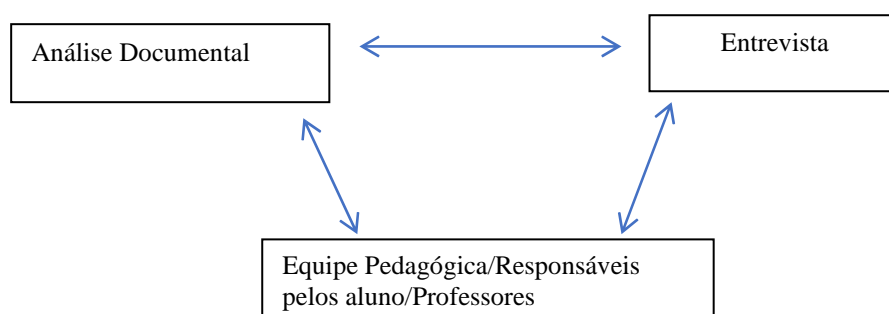 Análise Documental
Entrevista
Equipe Pedagógica/Responsáveis
pelos aluno/Professores